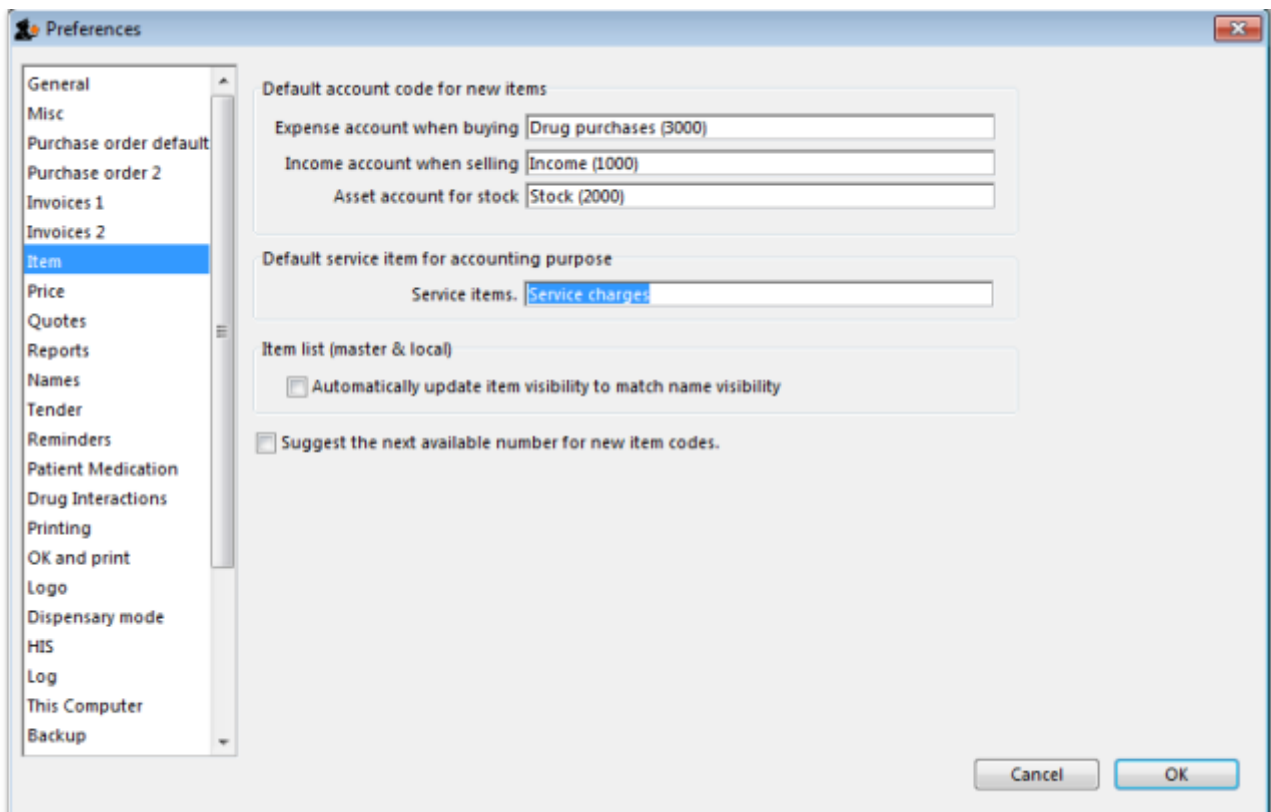 Preferences
General
Misc
Purchase order default
Purchase order 2
Invoices 1
Invoices 2
Item
Price
Quotes
Reports
Names
Tender
Reminders
Patient Medication
Drug Interactions
Printing
OK and print
Logo
Dispensary mode
HIS
Log
This Computer
Backup
Default account code for new items
Expense account when buying Drug purchases (3000)
Income account when selling Income (1000)
Asset account for stock Stock (2000)
Default service item for accounting purpose
Service items. Service charges
Item list (master & local)
Automatically update item visibility to match name visibility
Suggest the next available number for new item codes.
Cancel OK